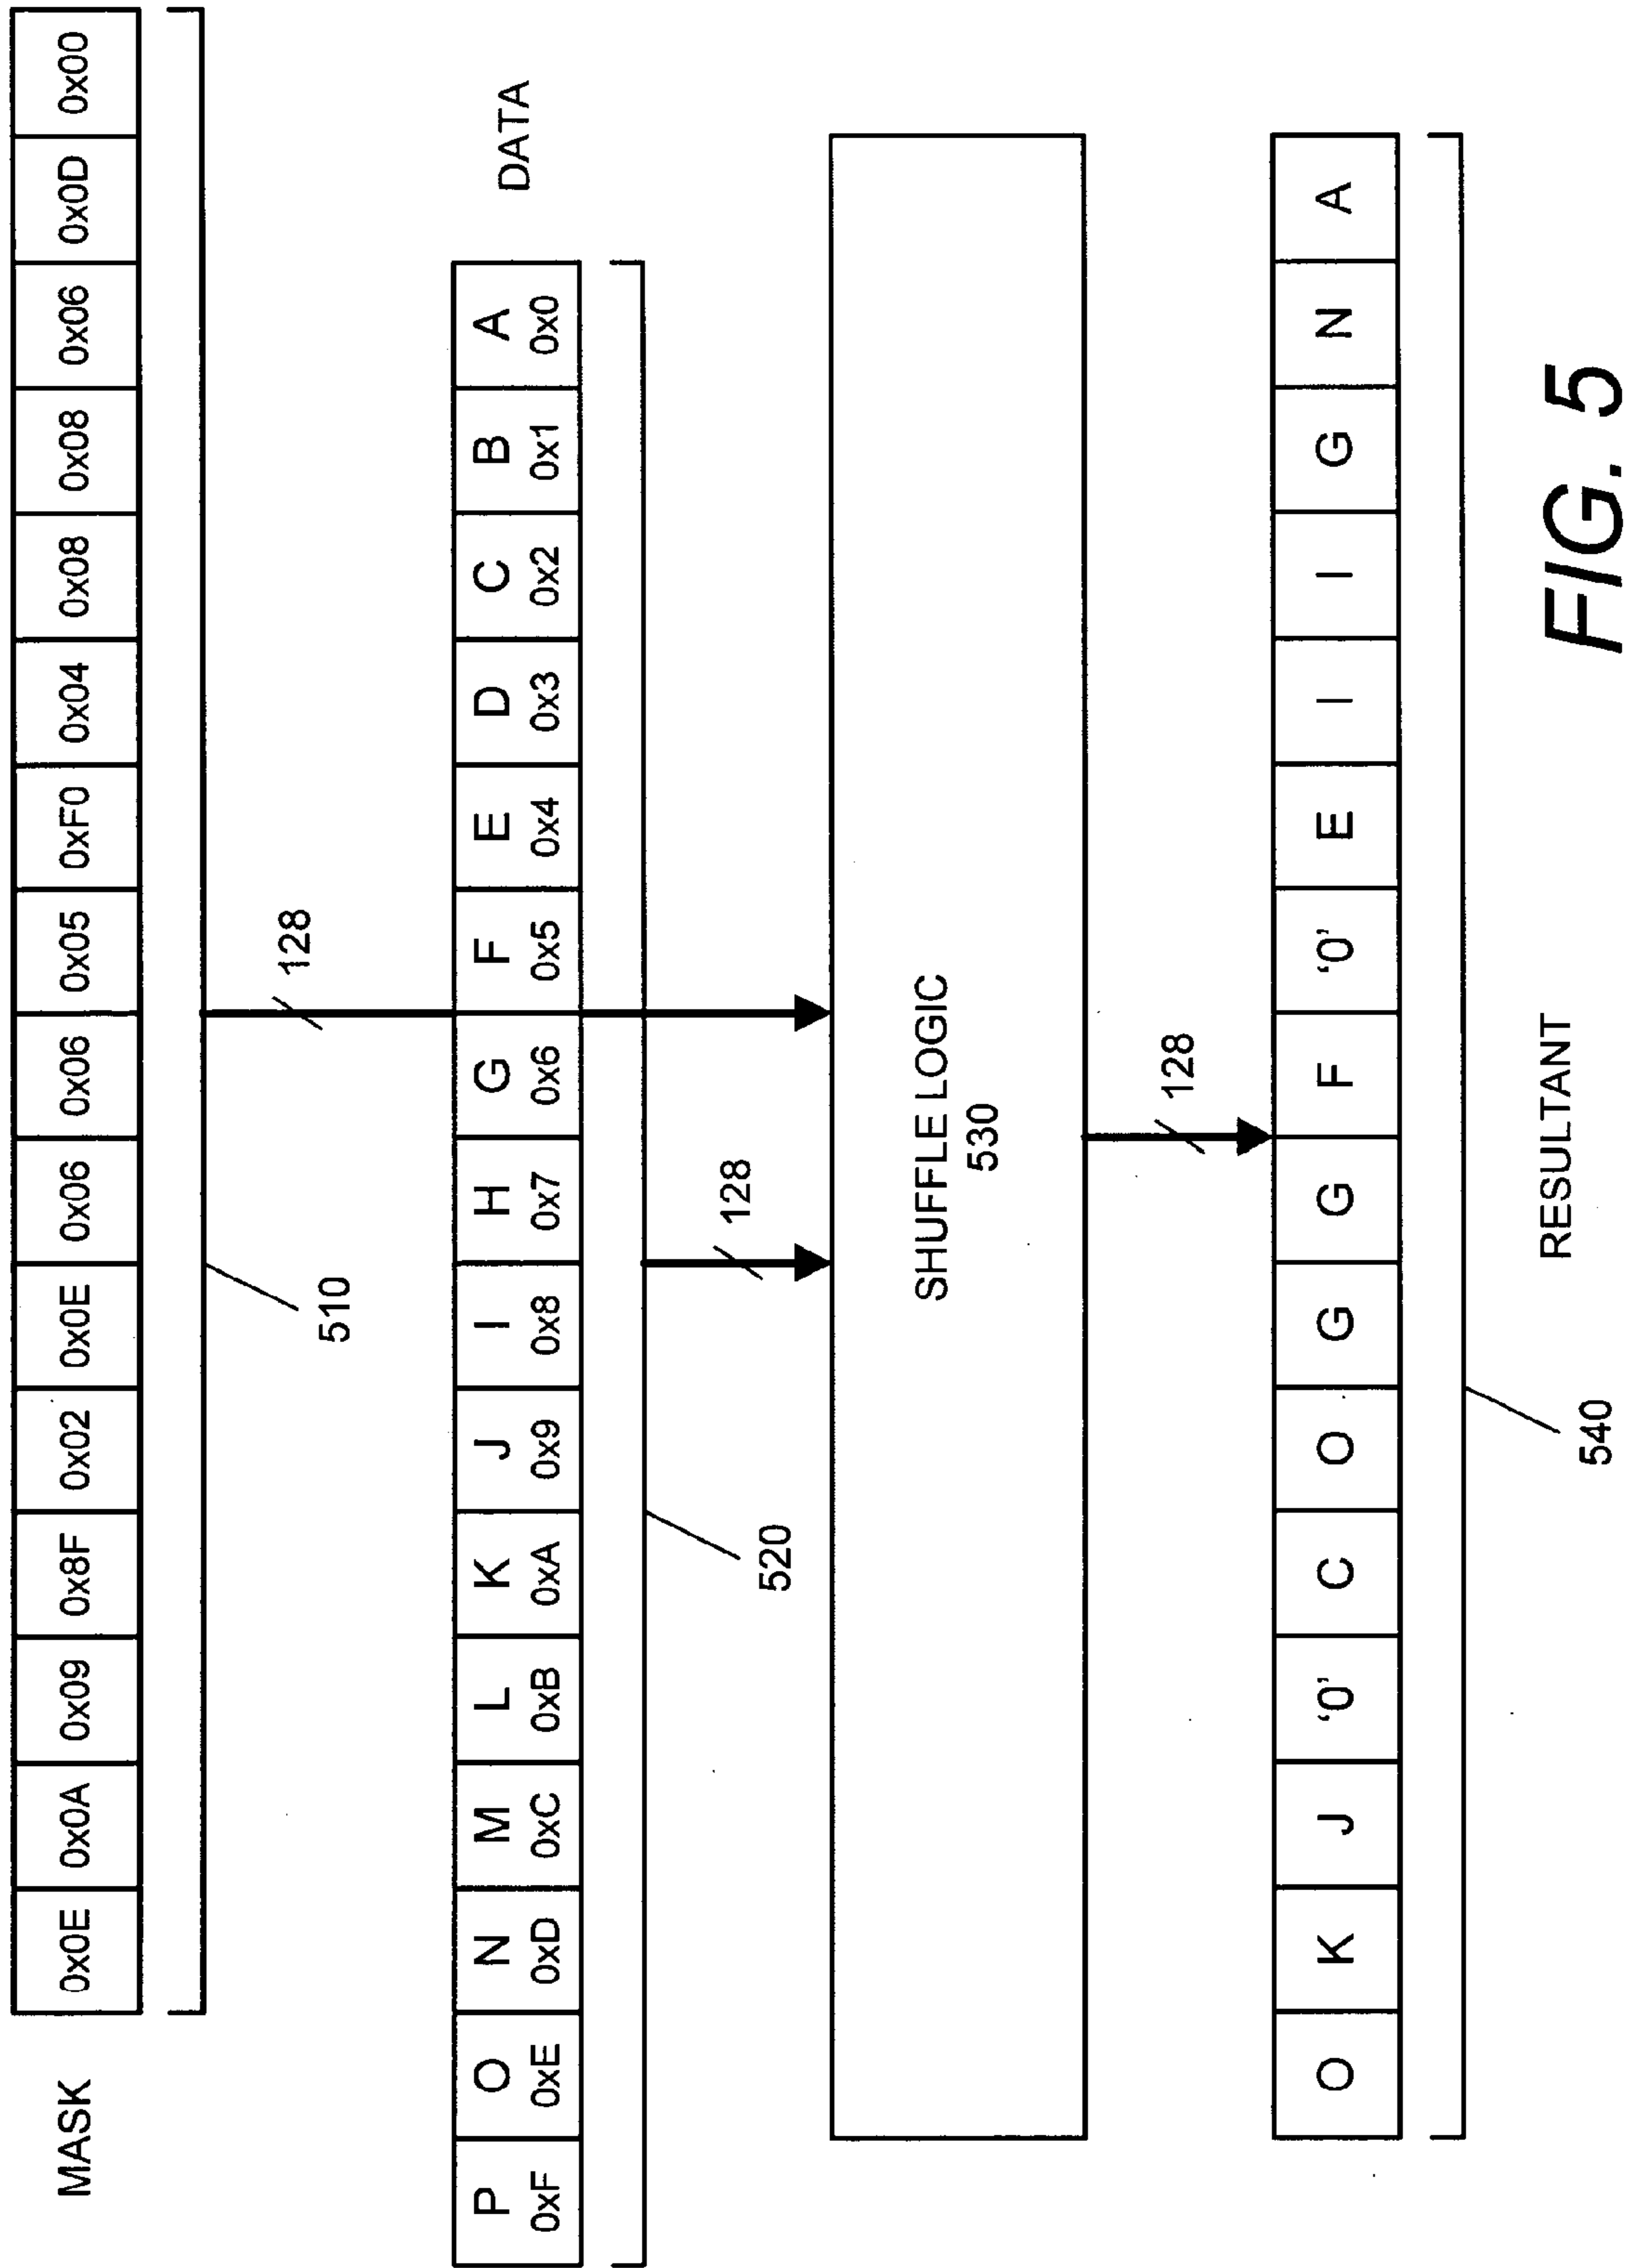 MASK 0x0E 0x0A 0x09 0x8F 0x02 0x0E 0x06 0x06 0x05 0xF0 0x04 0x08 0x08 0x06 0x0D 0x00
128
510
P O N M L K J I H G F E D C B A
0xF 0xE 0xD 0xC 0xB 0xA 0x9 0x8 0x7 0x6 0x5 0x4 0x3 0x2 0x1 0x0
DATA
128
520
SHUFFLE LOGIC
530
128
O K J '0' C O G G F '0' E I I G N A
RESULTANT
540
FIG. 5